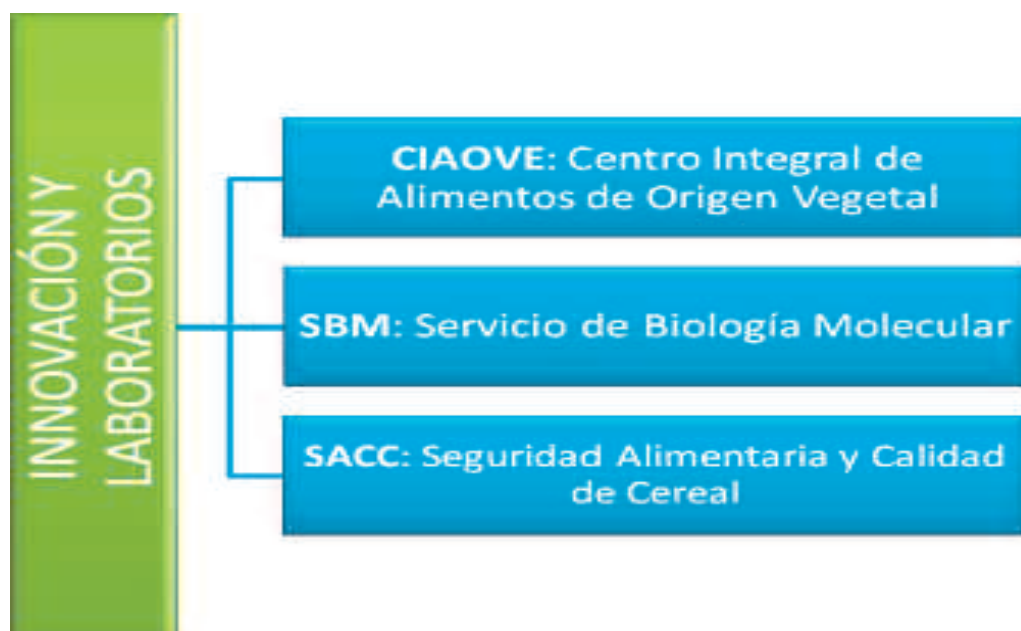 INNOVACIÓN Y
LABORATORIOS
CIAOVE: Centro Integral de
Alimentos de Origen Vegetal
SBM: Servicio de Biología Molecular
SACC: Seguridad Alimentaria y Calidad
de Cereal